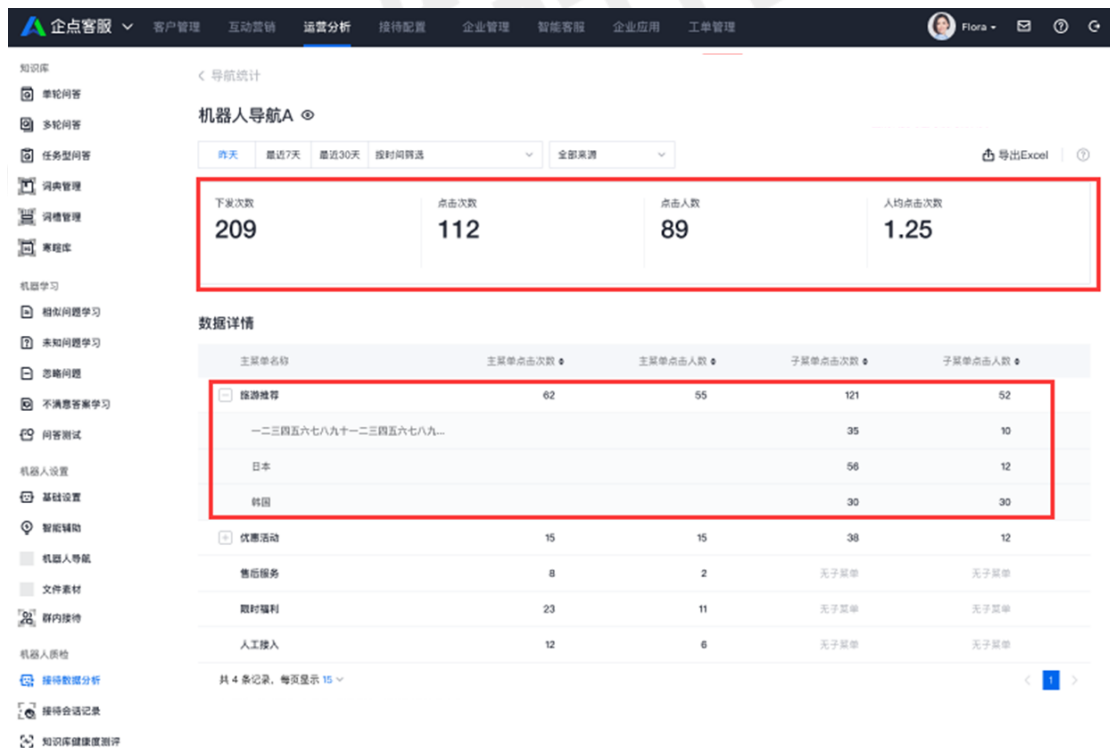 企点客服 客户管理 互动营销 运营分析 接待配置 企业管理 智能客服 企业应用 工单管理 Flora
知识库
单轮问答
多轮问答
任务型问答
词典管理
词槽管理
寒暄库
机器学习
相似问题学习
未知问题学习
忽略问题
不满意答案学习
问答测试
机器人设置
基础设置
智能辅助
机器人导航
文件素材
群内接待
机器人质检
接待数据分析
接待会话记录
知识库健康度测评
导航统计
机器人导航A
昨天 最近7天 最近30天 按时间筛选 全部来源 导出Excel
下发次数 点击次数 点击人数 人均点击次数
209 112 89 1.25
数据详情
主菜单名称 主菜单点击次数 主菜单点击人数 子菜单点击次数 子菜单点击人数
旅游推荐 62 55 121 52
一二三四五六七八九十一二三四五六七八九... 35 10
日本 56 12
韩国 30 30
优惠活动 15 15 38 12
售后服务 8 2 无子菜单 无子菜单
限时福利 23 11 无子菜单 无子菜单
人工接入 12 6 无子菜单 无子菜单
共 4 条记录，每页显示 15 1